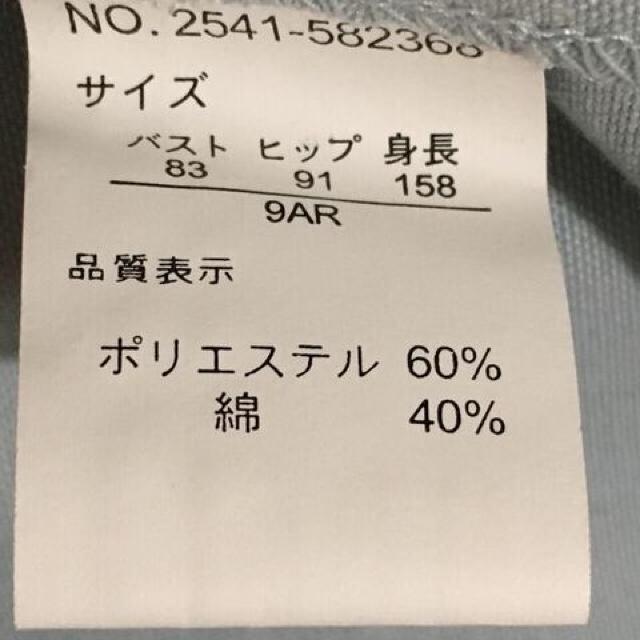 NO. 2541-582368
サイズ
バスト ヒップ 身長
83 91 158
9AR
品質表示
ポリエステル 60%
綿 40%